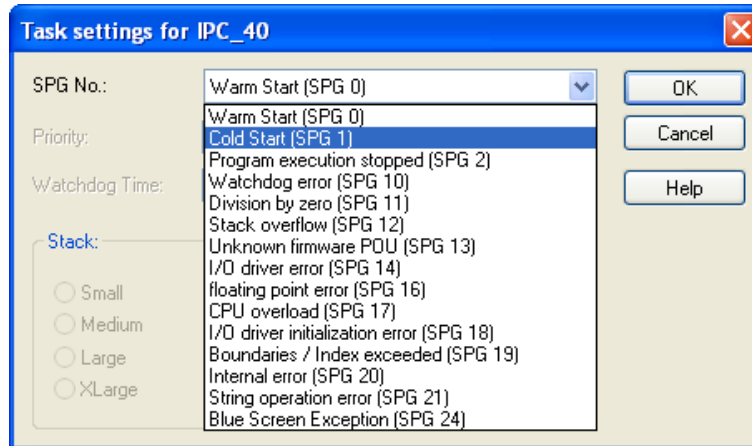 Task settings for IPC_40
SPG No.:
Warm Start (SPG 0)
OK
Warm Start (SPG 0)
Cold Start (SPG 1)
Cancel
Priority:
Program execution stopped (SPG 2)
Watchdog Time:
Watchdog error (SPG 10)
Help
Division by zero (SPG 11)
Stack overflow (SPG 12)
Stack:
Unknown firmware POU (SPG 13)
I/O driver error (SPG 14)
Small
floating point error (SPG 16)
CPU overload (SPG 17)
Medium
I/O driver initialization error (SPG 18)
Large
Boundaries / Index exceeded (SPG 19)
Internal error (SPG 20)
XLarge
String operation error (SPG 21)
Blue Screen Exception (SPG 24)